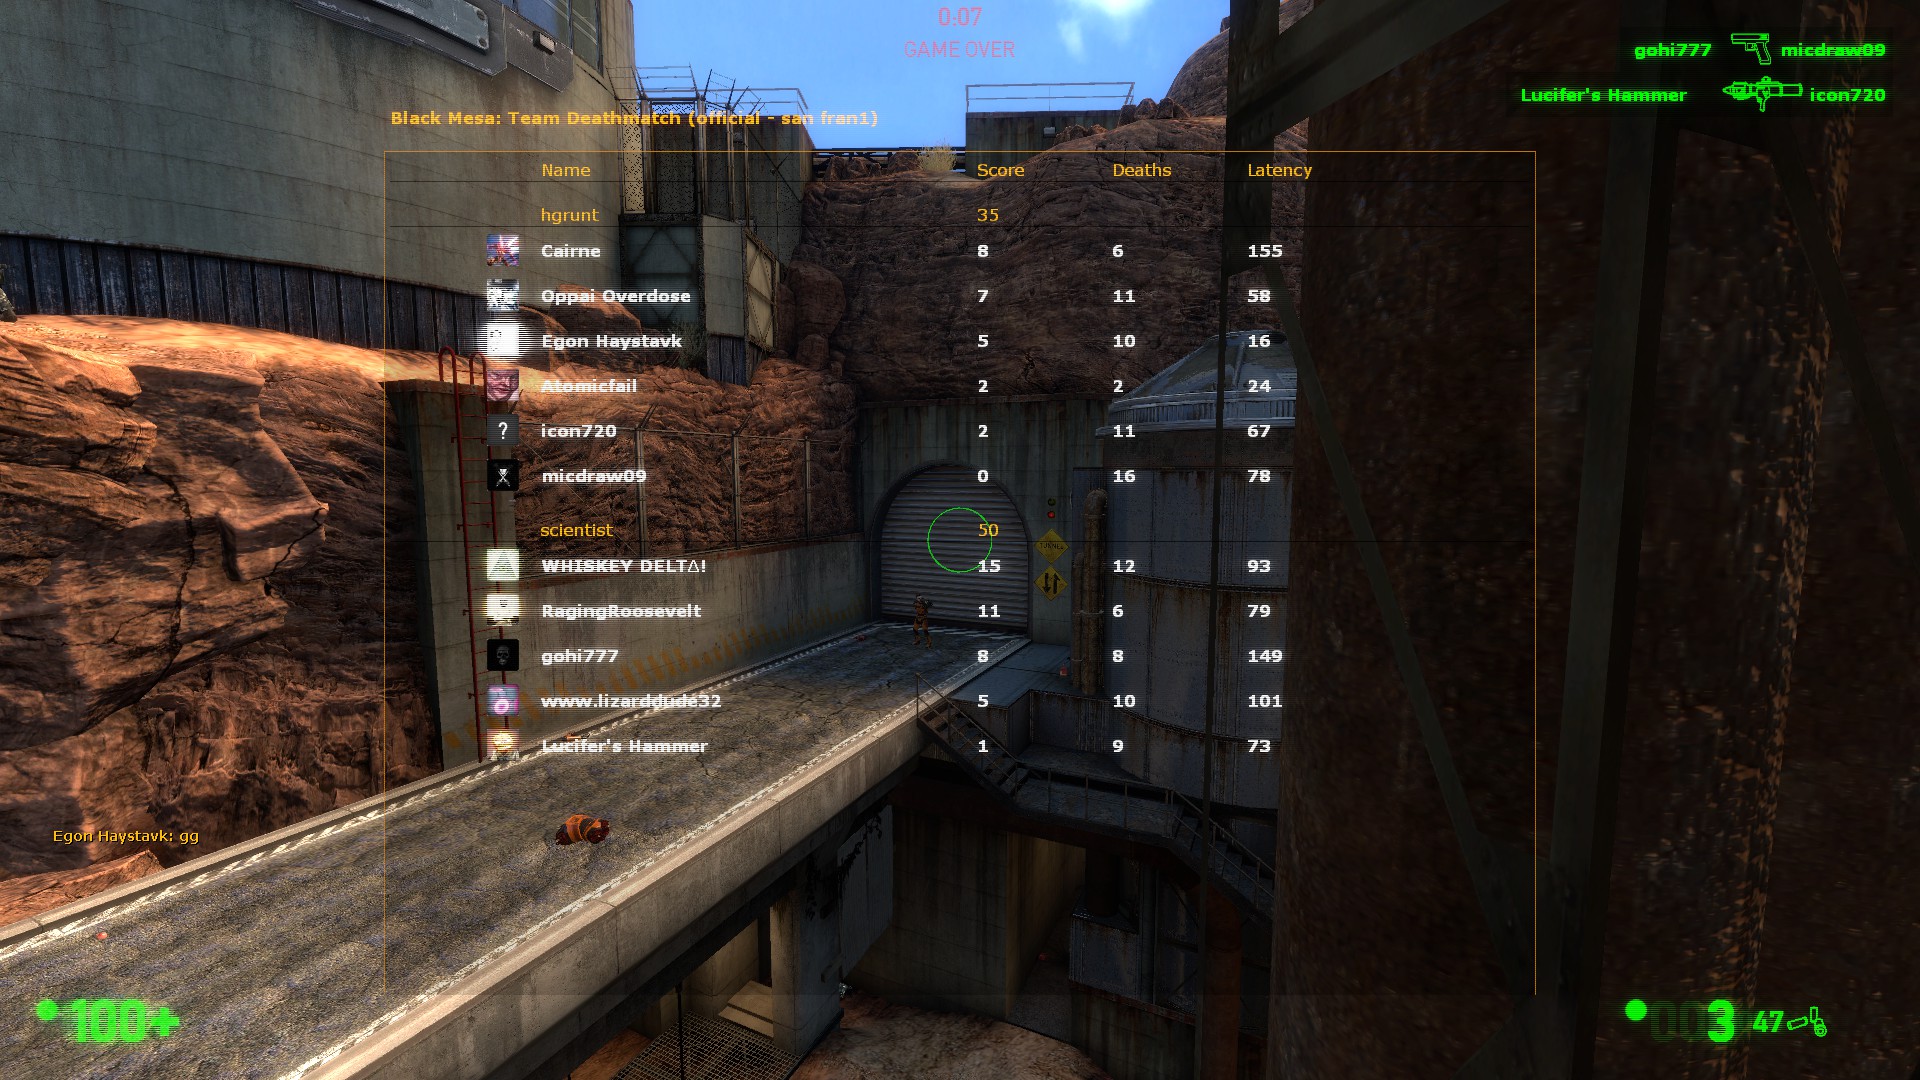 0:07
GAME OVER
gohi777 micdraw09
Lucifer's Hammer icon720
Black Mesa: Team Deathmatch (official - san fran1)
Name Score Deaths Latency
hgrunt 35
Cairne 8 6 155
Oppai Overdose 7 11 58
Egon Haystavk 5 10 16
Atomicfail 2 2 24
? icon720 2 11 67
micdraw09 0 16 78
scientist 50
TUNNEL
WHISKEY DELTΔ! 15 12 93
RagingRoosevelt 11 6 79
gohi777 8 8 149
www.lizarddude32 5 10 101
Lucifer's Hammer 1 9 73
Egon Haystavk: gg
100+
003 47